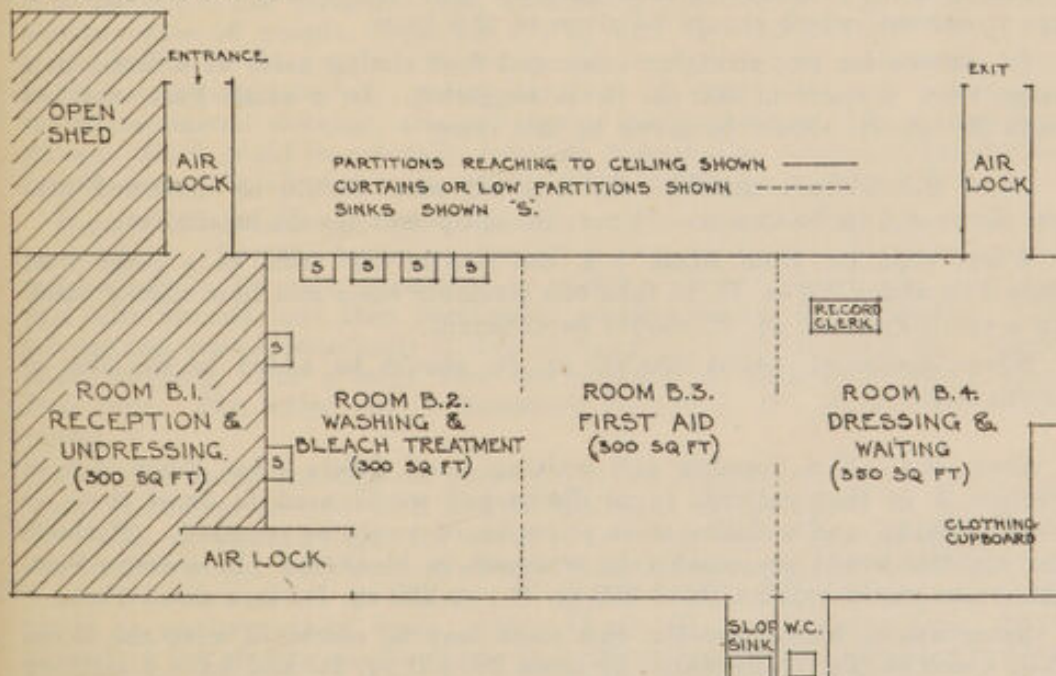 ENTRANCE
EXIT
OPEN
SHED
AIR
LOCK
PARTITIONS REACHING TO CEILING SHOWN
CURTAINS OR LOW PARTITIONS SHOWN
SINKS SHOWN "S".
AIR
LOCK
S S S S
RECORD
CLERK
S
ROOM B.1.
RECEPTION &
UNDRESSING.
(300 SQ FT)
S
ROOM B.2.
WASHING &
BLEACH TREATMENT
(300 SQ FT)
ROOM B.3.
FIRST AID
(300 SQ FT)
ROOM B.4.
DRESSING &
WAITING
(350 SQ FT)
CLOTHING
CUPBOARD
AIR LOCK
SLOP
SINK
W.C.